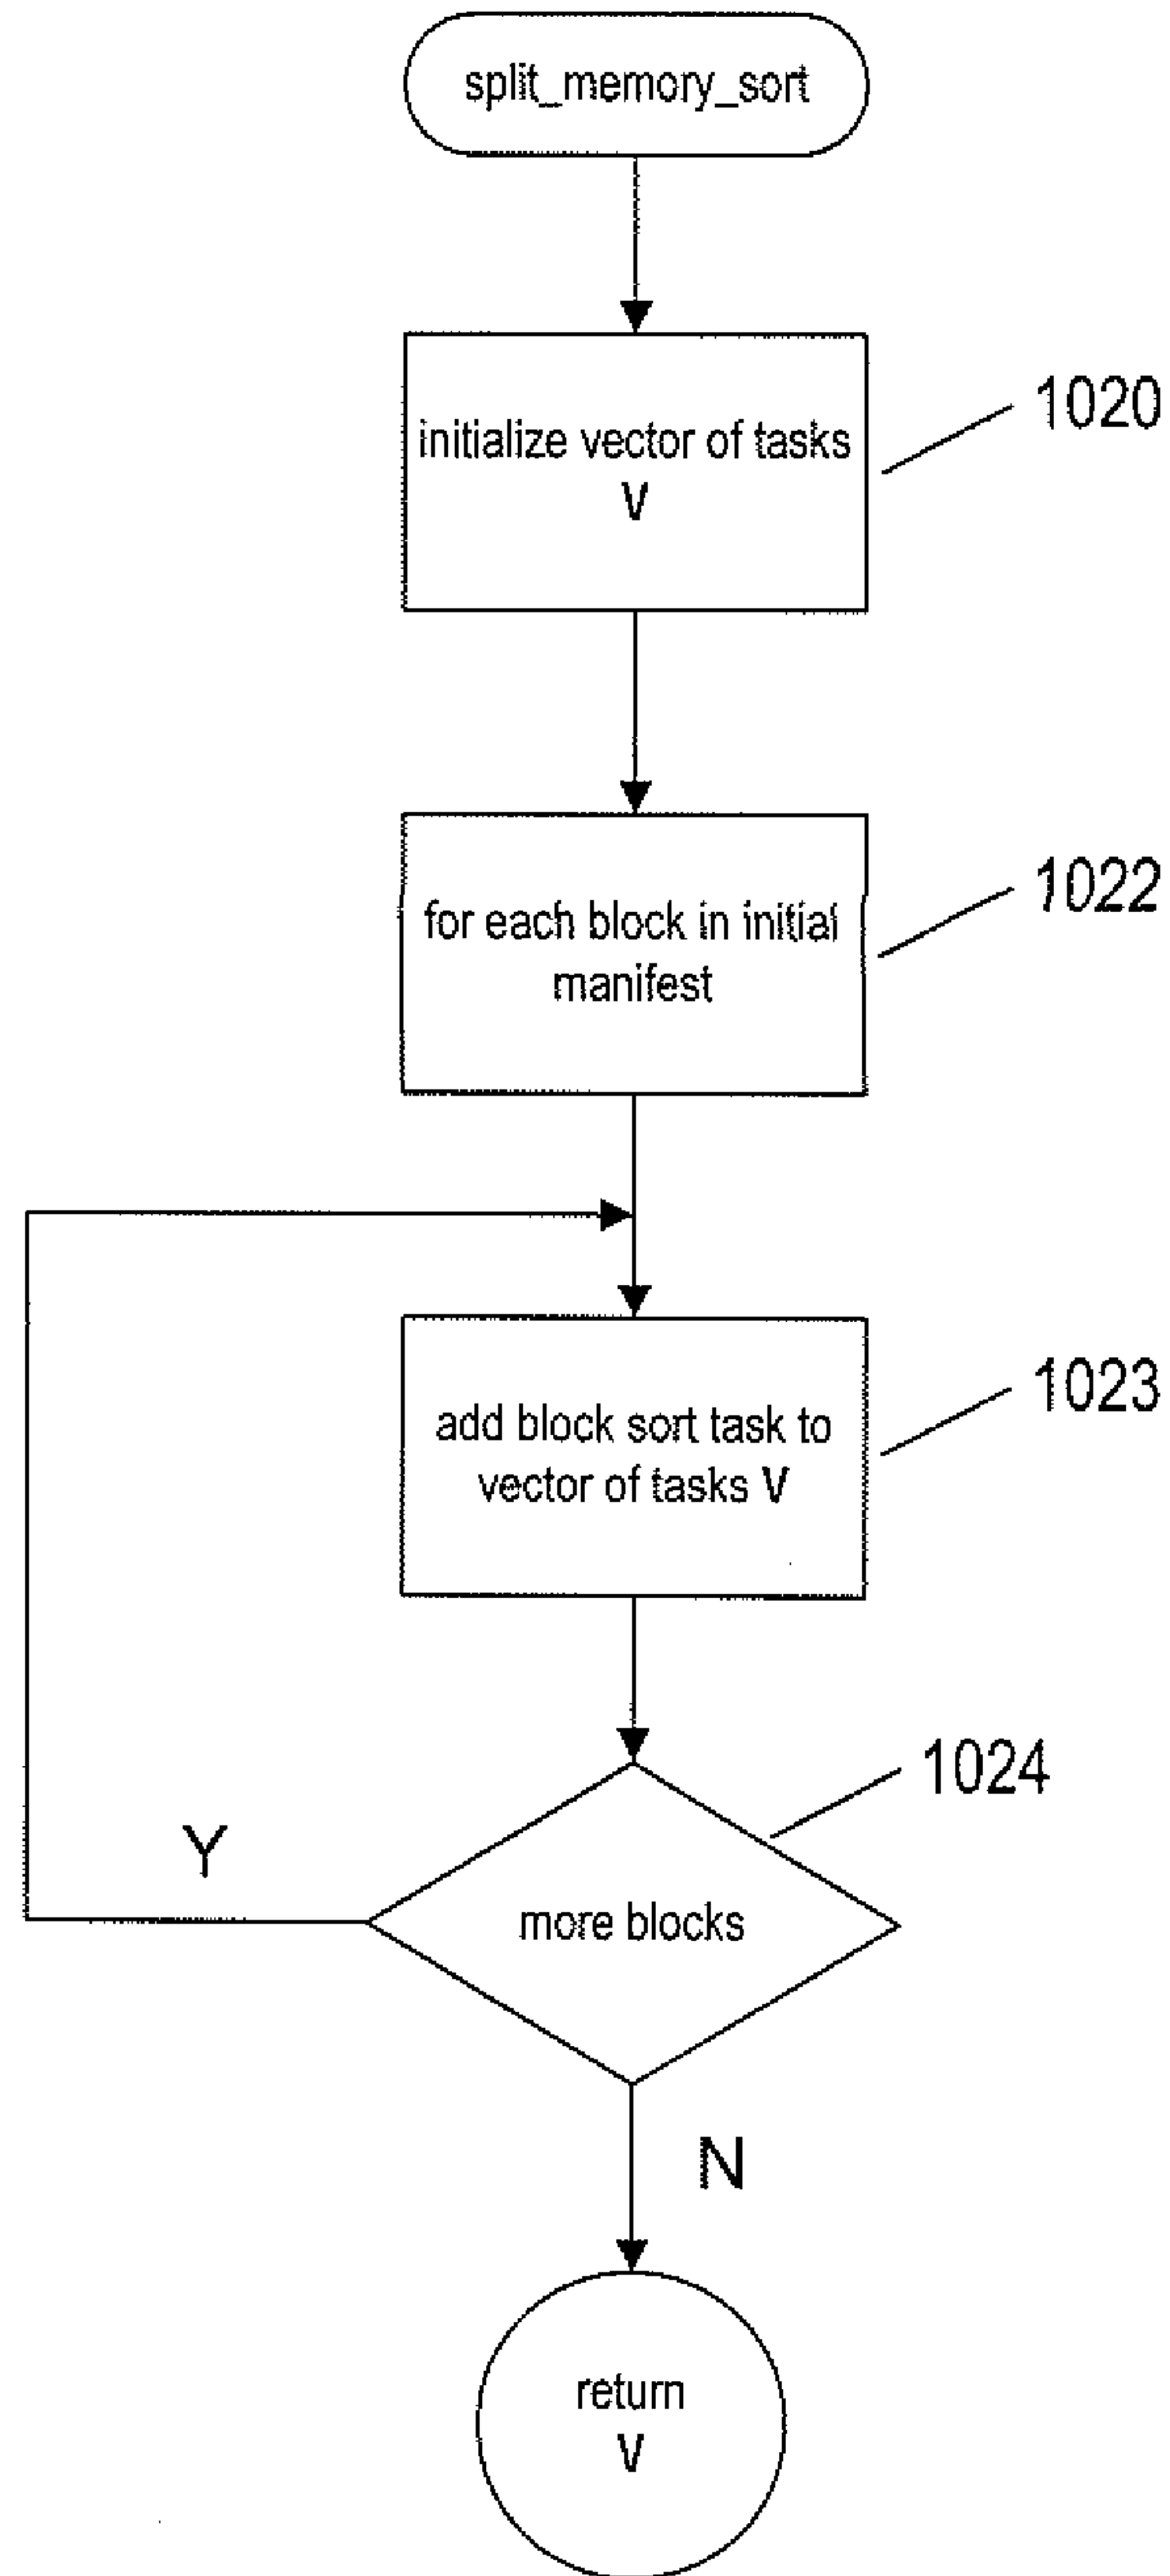 split_memory_sort
initialize vector of tasks
V
1020
for each block in initial
manifest
1022
add block sort task to
vector of tasks V
1023
1024
more blocks
Y
N
return
V